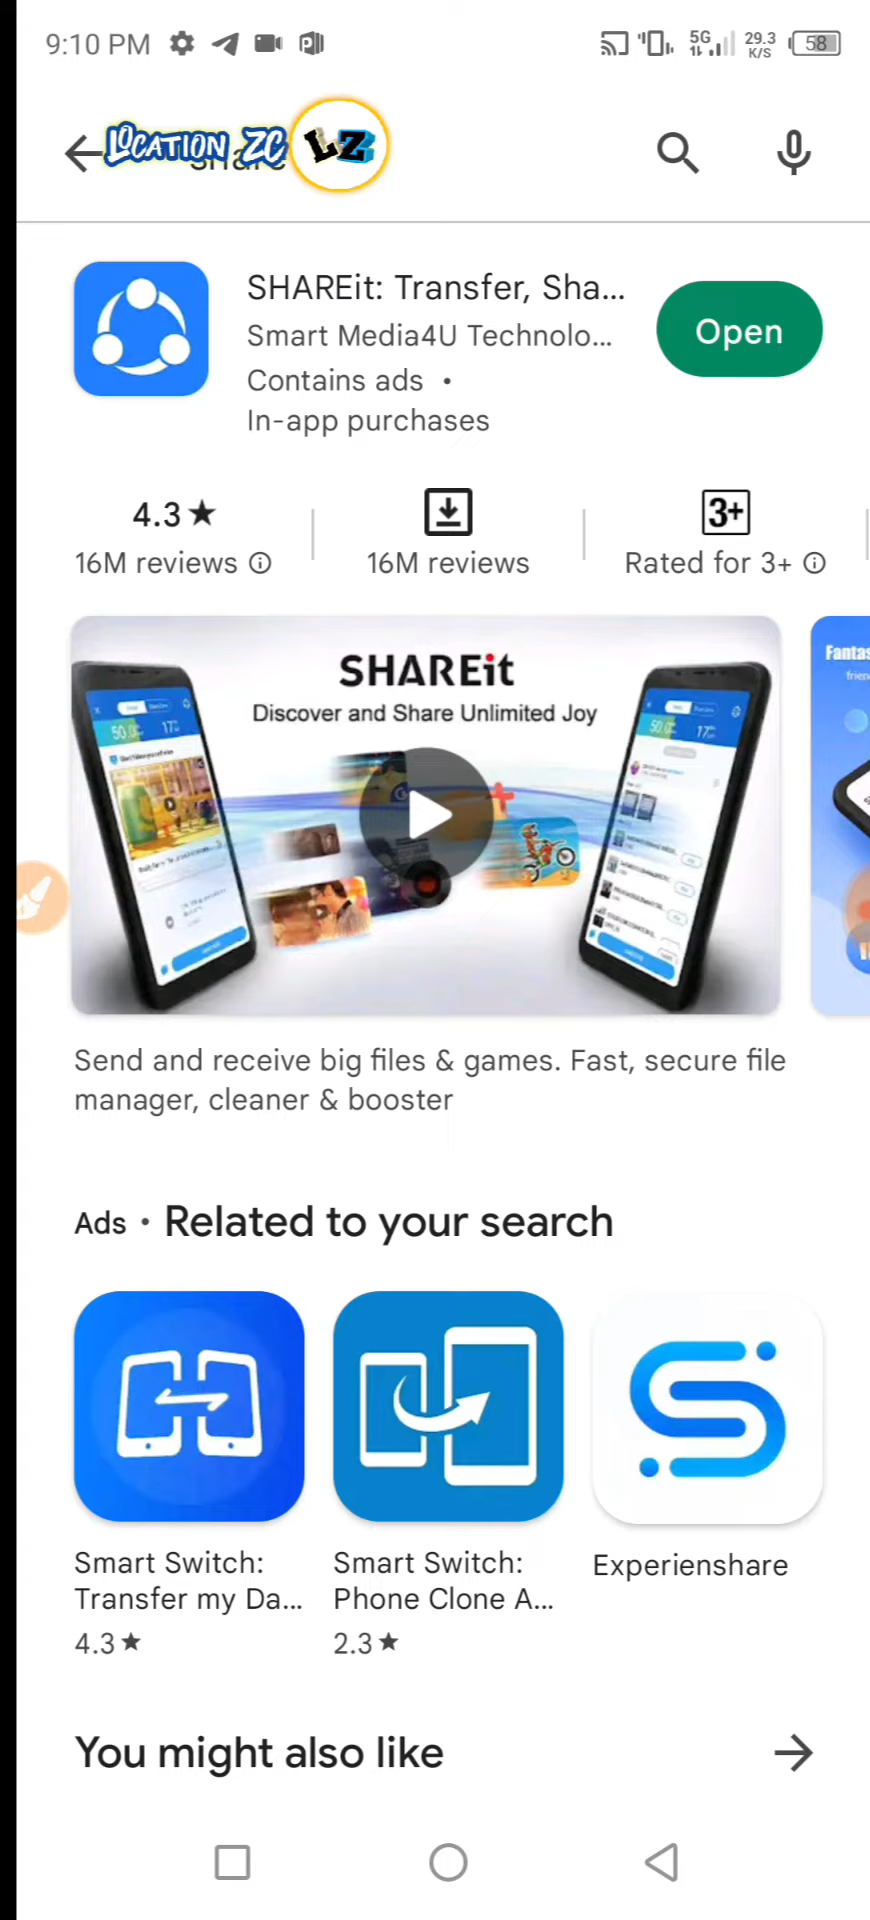 9:10 PM
5G
29.3
K/S
58
LOCATION ZC
LZ
share
SHAREit: Transfer, Sha...
Open
Smart Media4U Technolo...
Contains ads •
In-app purchases
4.3 ★
3+
16M reviews
16M reviews
Rated for 3+
SHAREit
Discover and Share Unlimited Joy
Fantas
frien
Send and receive big files & games. Fast, secure file
manager, cleaner & booster
Ads • Related to your search
Smart Switch:
Transfer my Da...
4.3 ★
Smart Switch:
Phone Clone A...
2.3 ★
Experienshare
You might also like